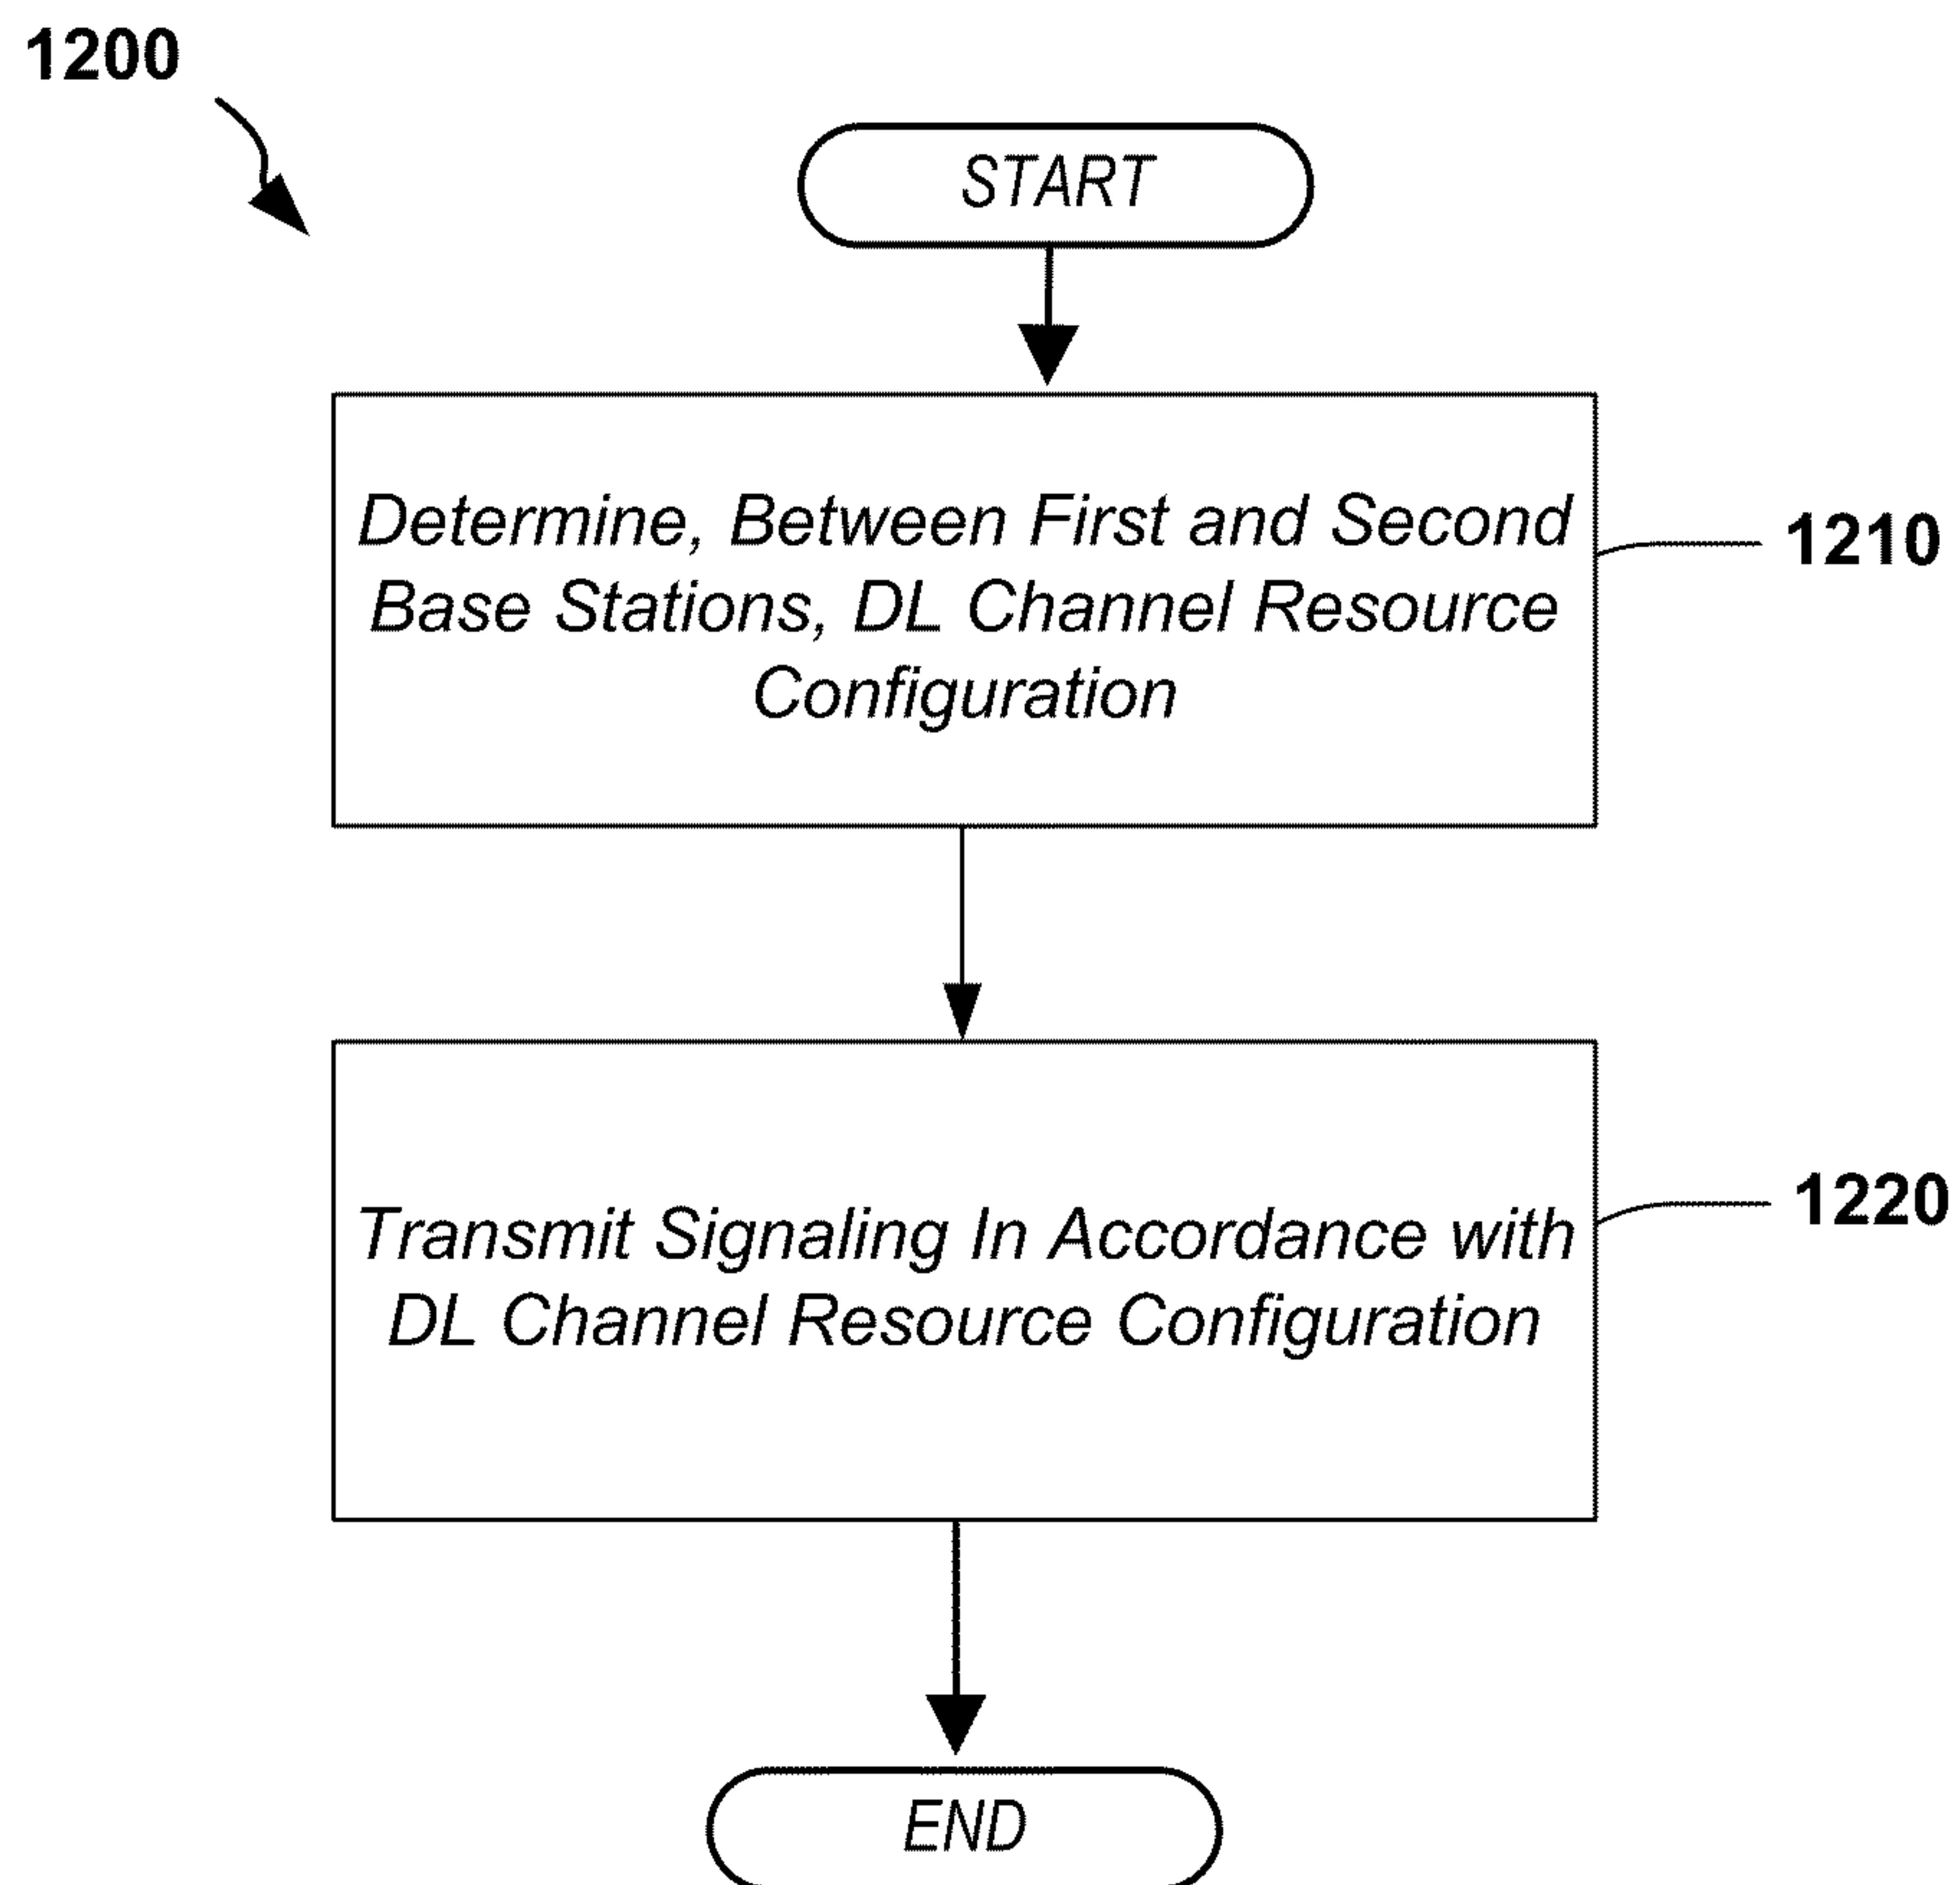 1200
START
Determine, Between First and Second
Base Stations, DL Channel Resource
Configuration
1210
Transmit Signaling In Accordance with
DL Channel Resource Configuration
1220
END